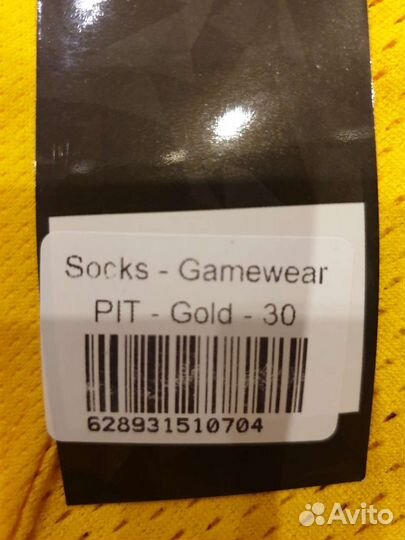 Socks - Gamewear
PIT - Gold - 30
628931510704
Avito